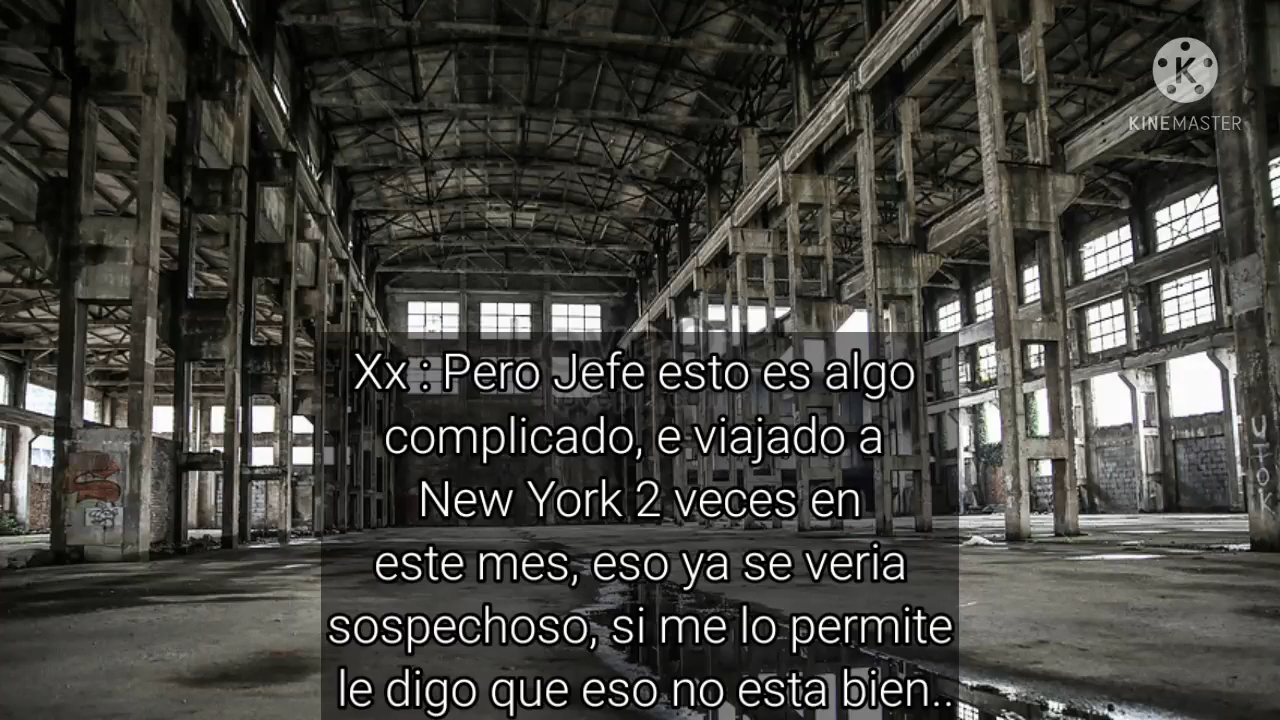 KINEMASTER
Xx : Pero Jefe esto es algo
complicado, e viajado a
New York 2 veces en
este mes, eso ya se veria
sospechoso, si me lo permite
le digo que eso no esta bien..
UTOK